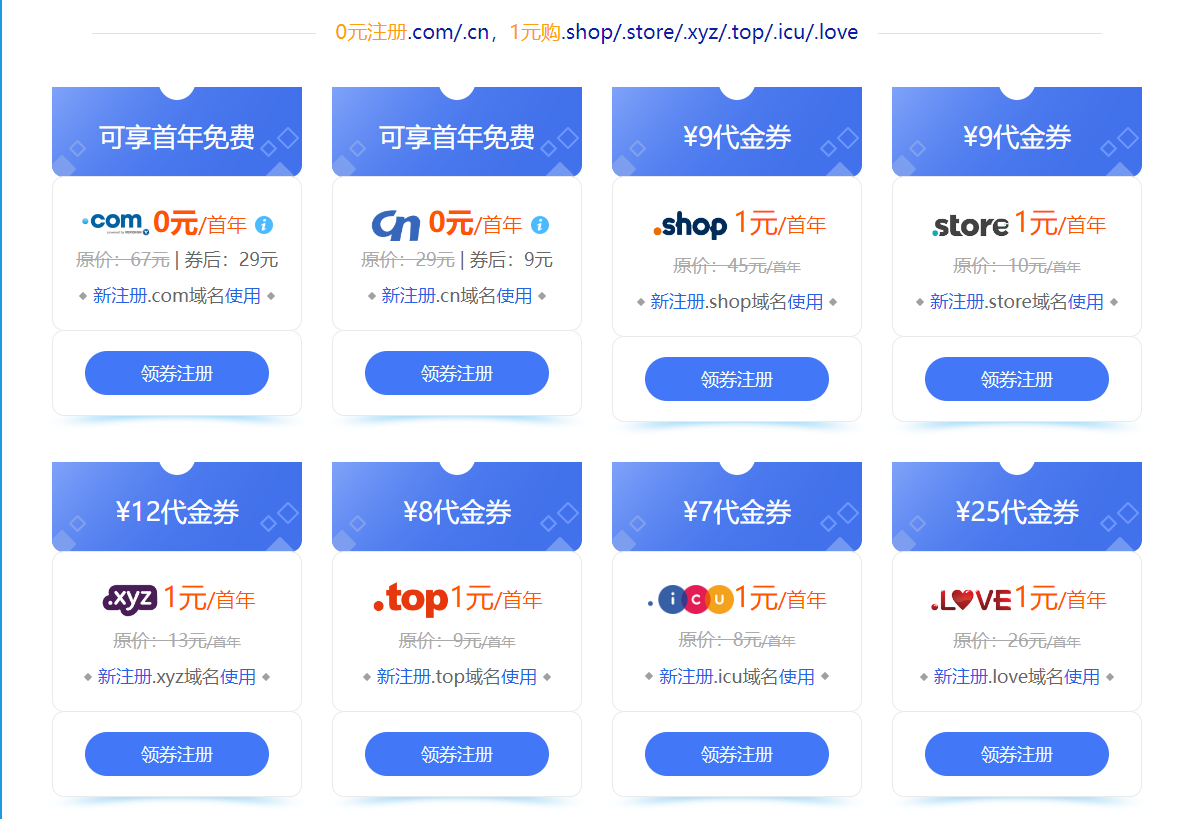 0元注册.com/.cn，1元购.shop/.store/.xyz/.top/.icu/.love
可享首年免费
.com 0元/首年 i
原价：67元 | 券后：29元
新注册.com域名使用
领券注册
可享首年免费
cn 0元/首年 i
原价：29元 | 券后：9元
新注册.cn域名使用
领券注册
¥9代金券
.shop 1元/首年
原价：45元/首年
新注册.shop域名使用
领券注册
¥9代金券
.store 1元/首年
原价：10元/首年
新注册.store域名使用
领券注册
¥12代金券
.xyz 1元/首年
原价：13元/首年
新注册.xyz域名使用
领券注册
¥8代金券
.top 1元/首年
原价：9元/首年
新注册.top域名使用
领券注册
¥7代金券
.icu 1元/首年
原价：8元/首年
新注册.icu域名使用
领券注册
¥25代金券
.LOVE 1元/首年
原价：26元/首年
新注册.love域名使用
领券注册